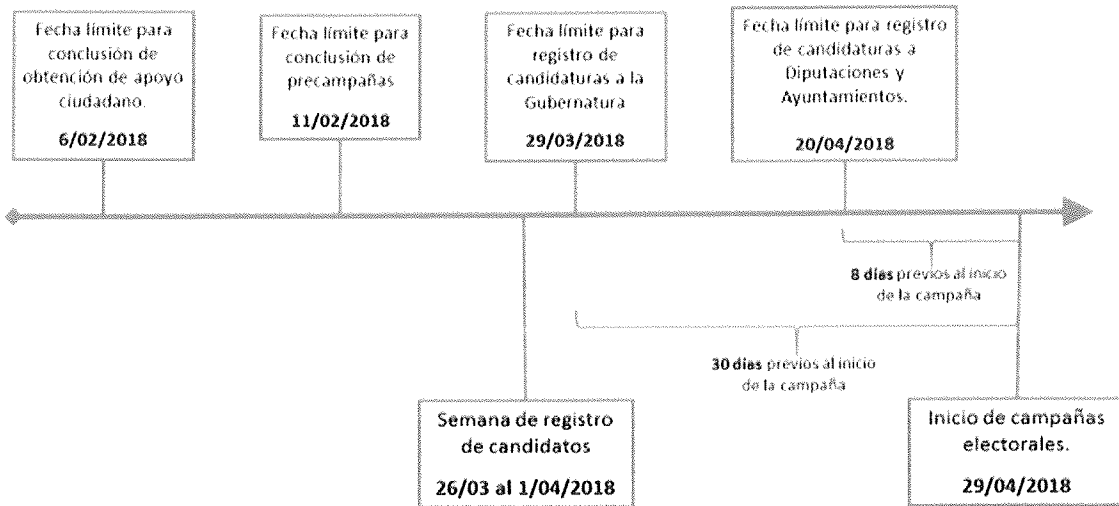 Fecha límite para
conclusión de
obtención de apoyo
ciudadano.
6/02/2018
Fecha límite para
conclusión de
precampañas
11/02/2018
Fecha límite para
registro de
candidaturas a la
Gubernatura
29/03/2018
Fecha límite para registro
de candidaturas a
Diputaciones y
Ayuntamientos.
20/04/2018
8 días previos al inicio
de la campaña
30 días previos al inicio
de la campaña
Semana de registro
de candidatos
26/03 al 1/04/2018
Inicio de campañas
electorales.
29/04/2018